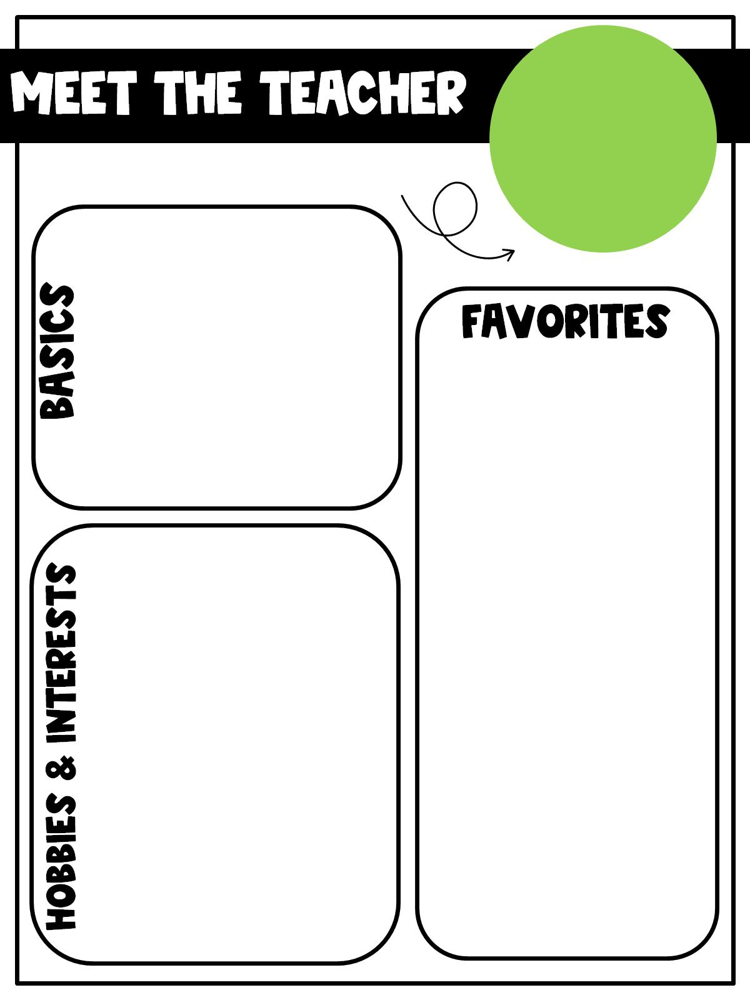 MEET THE TEACHER
BASICS
FAVORITES
HOBBIES & INTERESTS